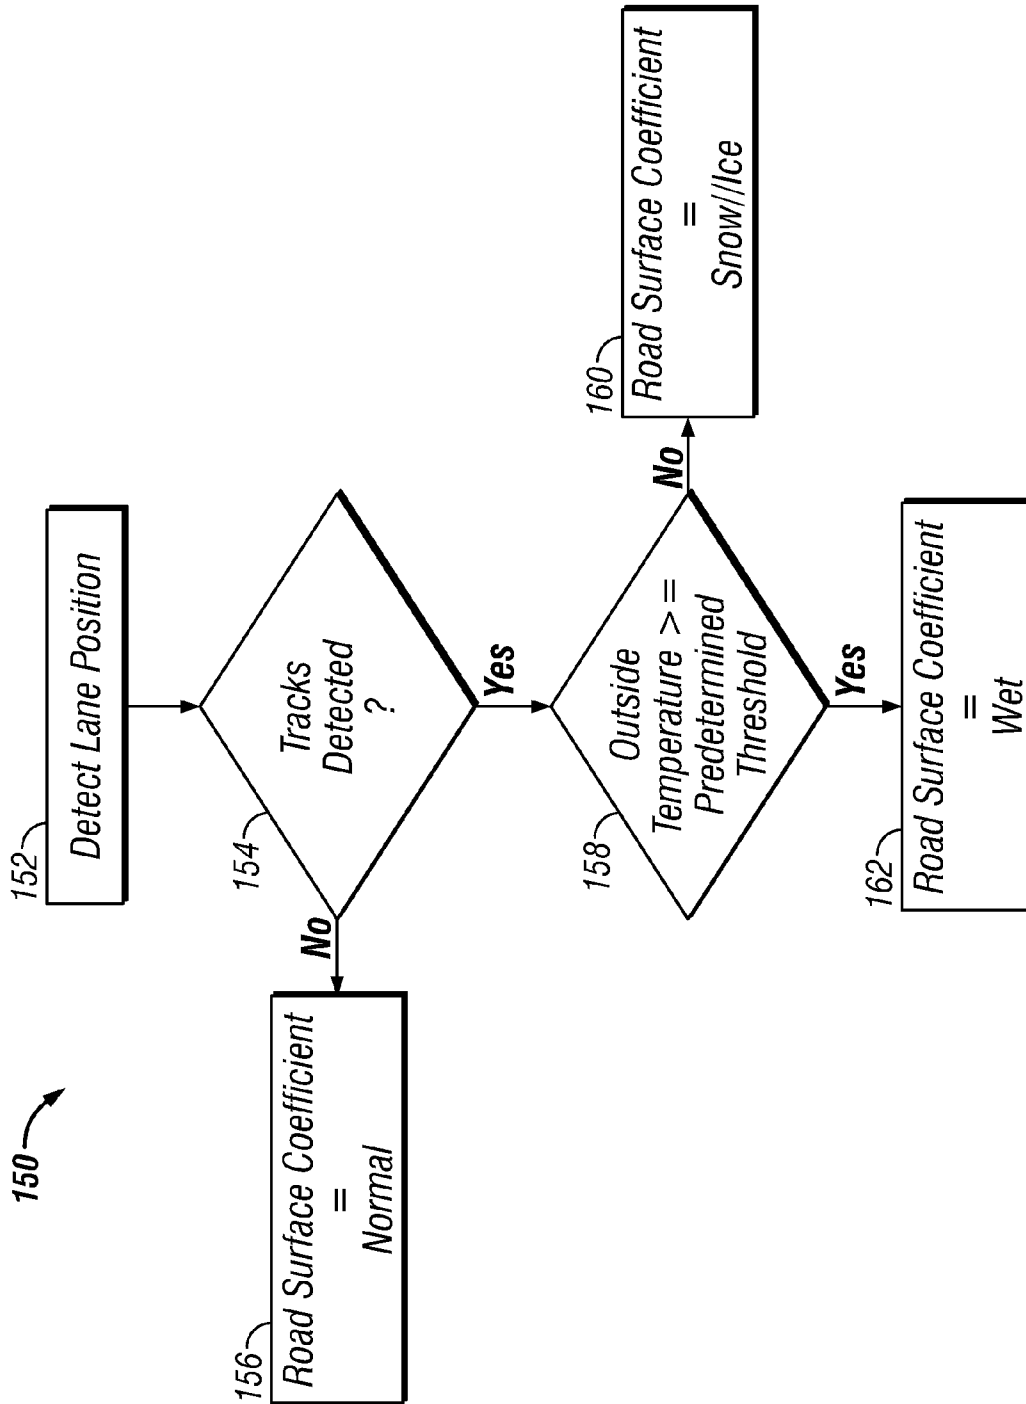 150
152
Detect Lane Position
154
Tracks
Detected
?
No
Yes
156
Road Surface Coefficient
=
Normal
158
Outside
Temperature > =
Predetermined
Threshold
No
Yes
160
Road Surface Coefficient
=
Snow//Ice
162
Road Surface Coefficient
=
Wet